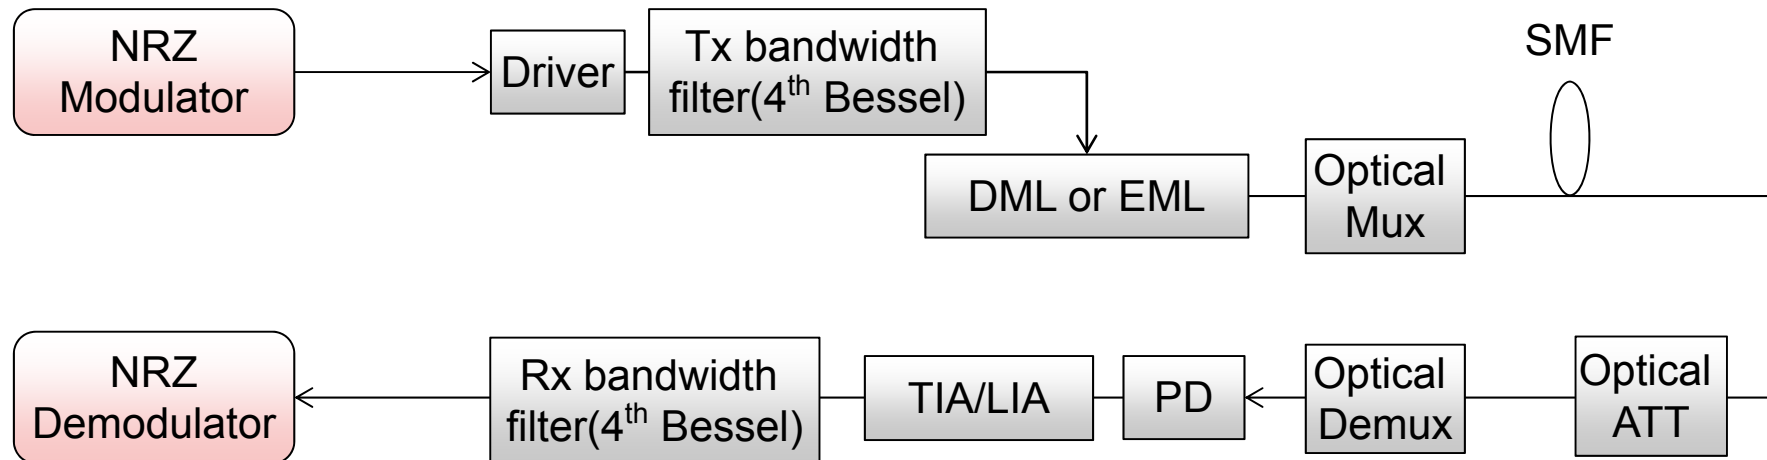 NRZ
Modulator
Driver
Tx bandwidth
filter(4th Bessel)
SMF
DML or EML
Optical
Mux
NRZ
Demodulator
Rx bandwidth
filter(4th Bessel)
TIA/LIA
PD
Optical
Demux
Optical
ATT